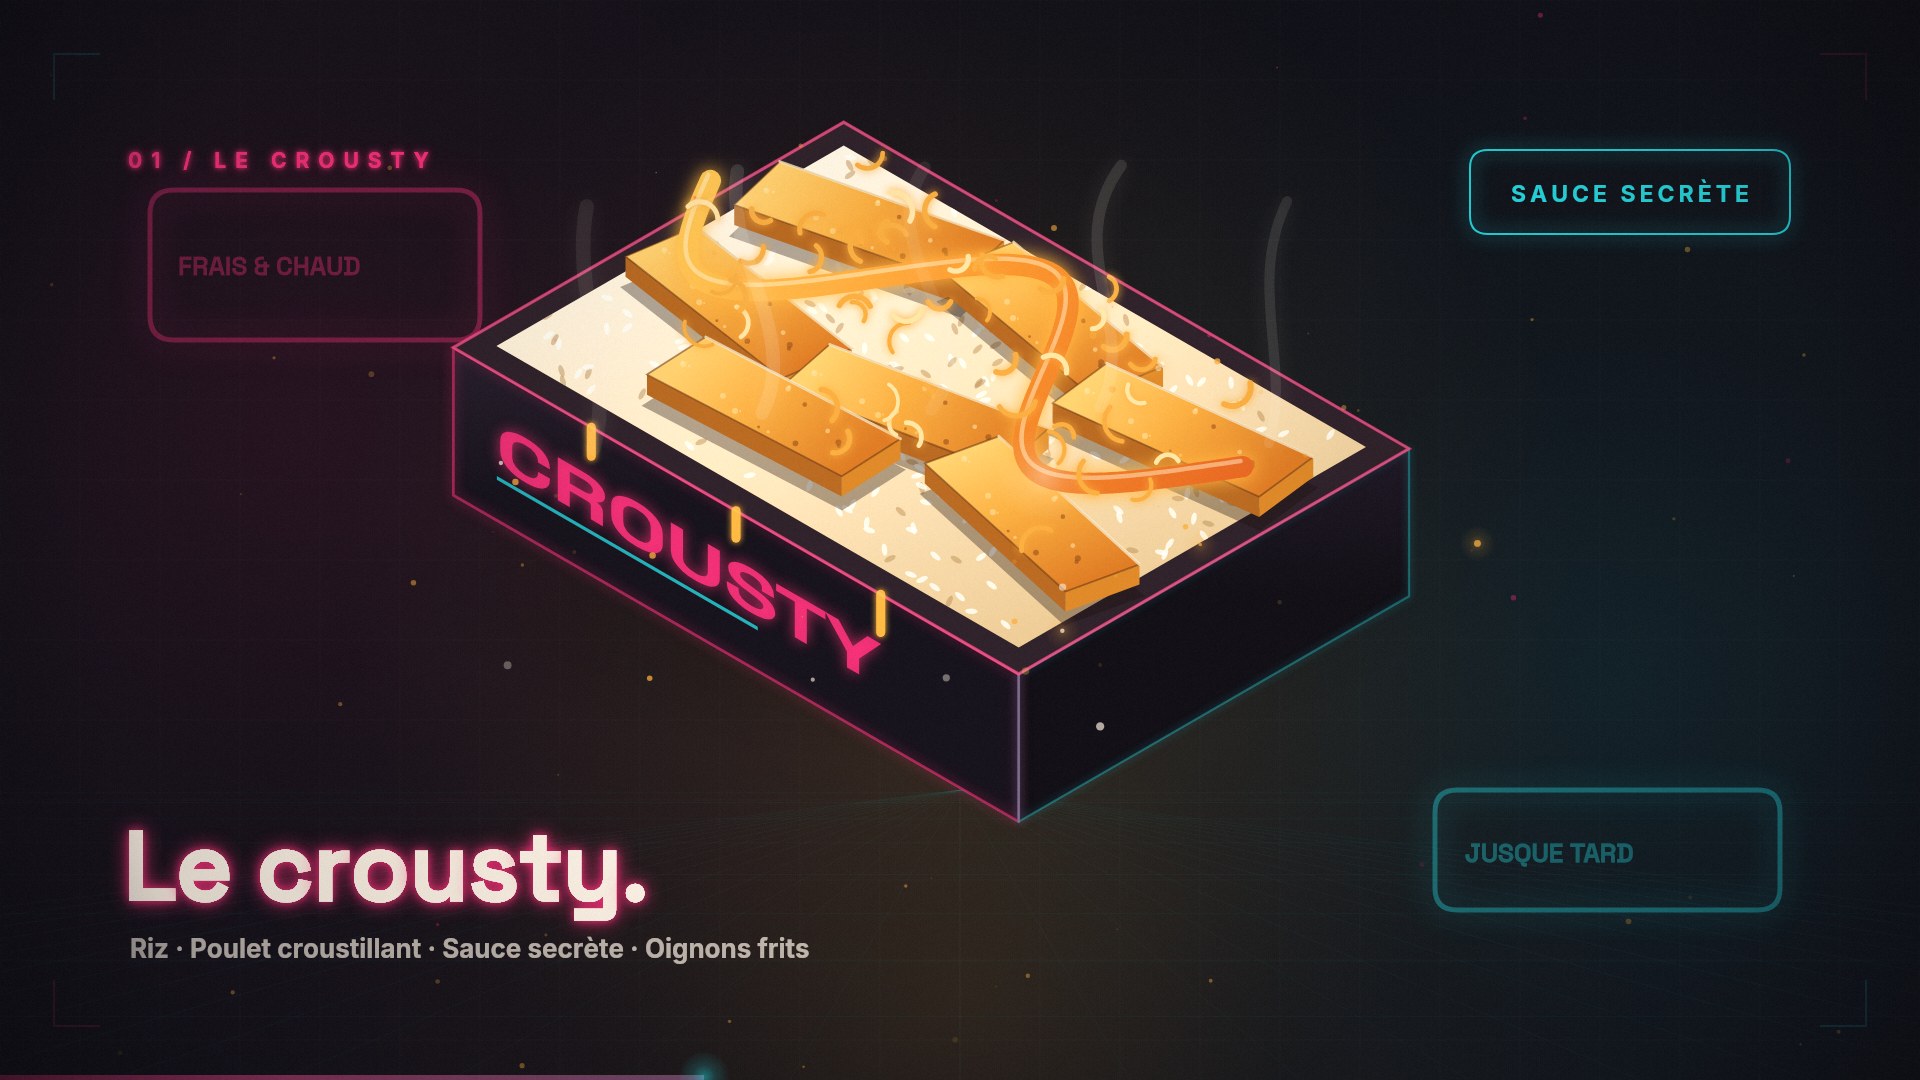 01 / LE CROUSTY
SAUCE SECRÈTE
FRAIS & CHAUD
CROUSTY
JUSQUE TARD
Le crousty.
Riz · Poulet croustillant · Sauce secrète · Oignons frits